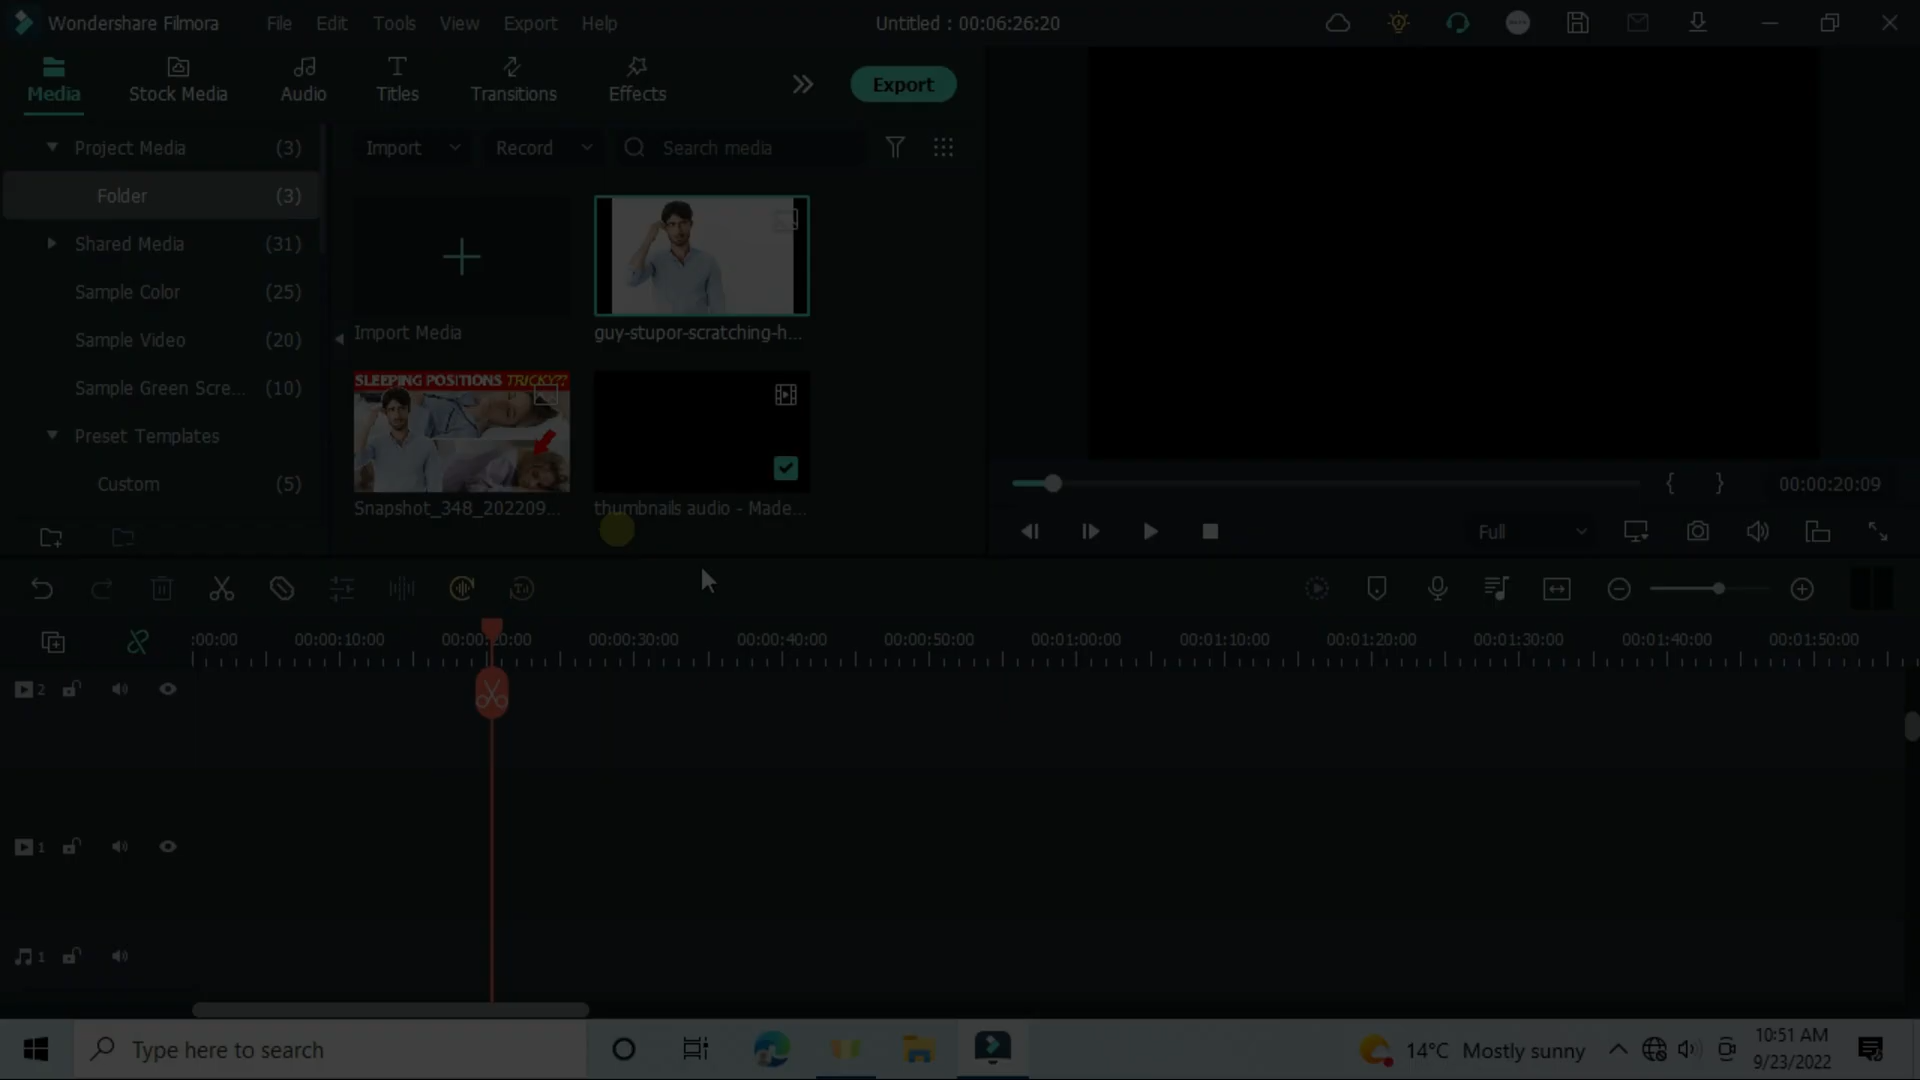 Wondershare Filmora File Edit Tools View Export Help Untitled : 00:06:26:20
Media Stock Media Audio Titles Transitions Effects Export
Project Media (3) Import Record Search media
Folder (3)
Shared Media (31)
Sample Color (25)
Import Media guy-stupor-scratching-h...
Sample Video (20)
SLEEPING POSITIONS TRICKY??
Sample Green Scre... (10)
Preset Templates
Custom (5) 00:00:20:09
Snapshot_348_202209... thumbnails audio - Made...
Full
:00:00 00:00:10:00 00:00:20:00 00:00:30:00 00:00:40:00 00:00:50:00 00:01:00:00 00:01:10:00 00:01:20:00 00:01:30:00 00:01:40:00 00:01:50:00
2
1
1
Type here to search 14°C Mostly sunny 10:51 AM
9/23/2022